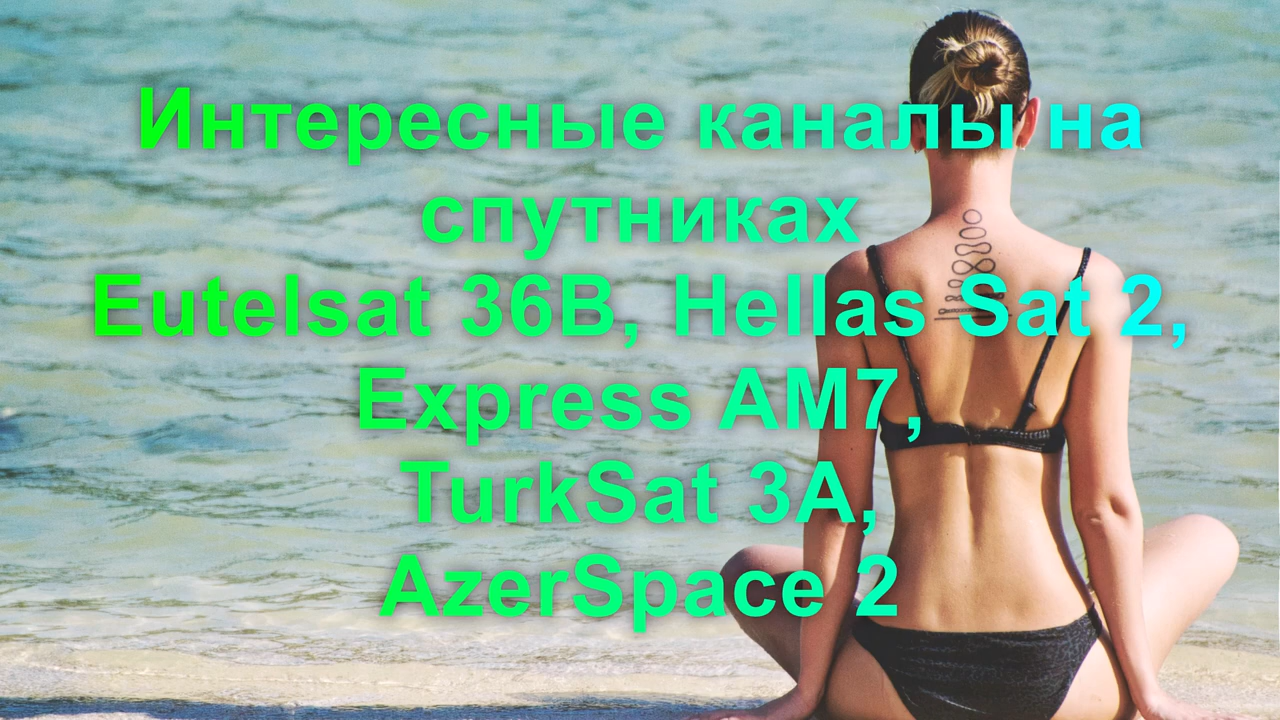 Интересные каналы на
спутниках
Eutelsat 36B, Hellas Sat 2,
Express AM7,
TurkSat 3A,
AzerSpace 2